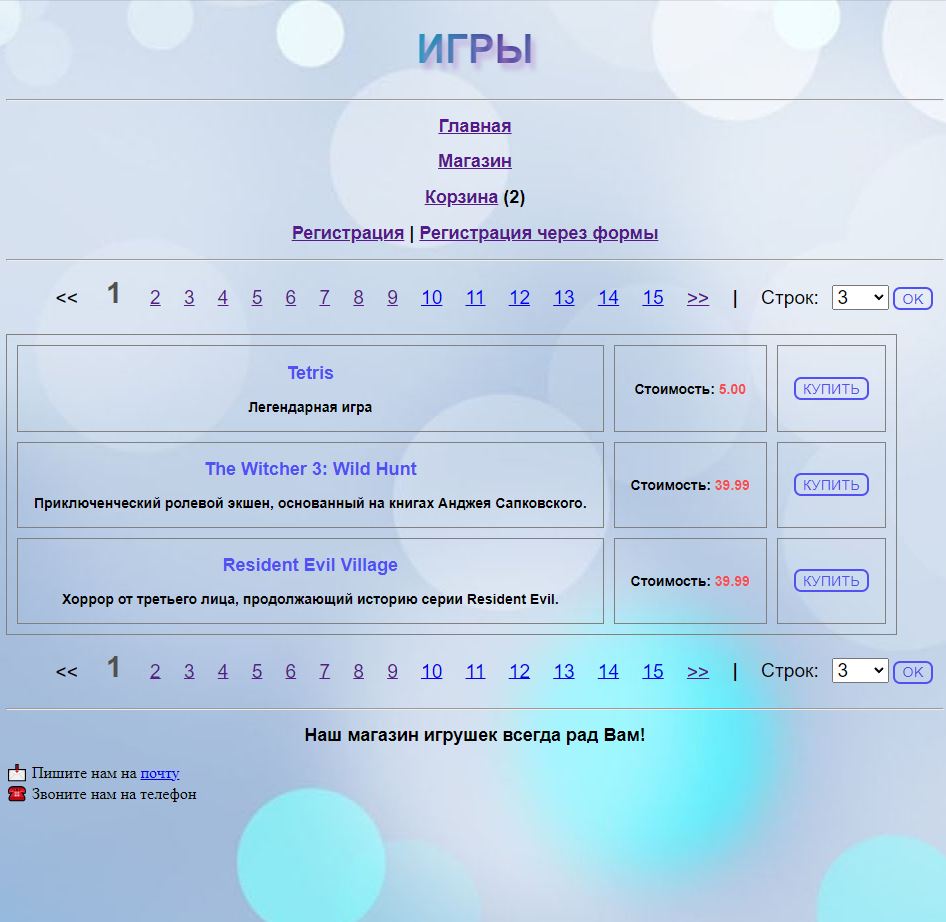 ИГРЫ
Главная
Магазин
Корзина (2)
Регистрация | Регистрация через формы
<< 1 2 3 4 5 6 7 8 9 10 11 12 13 14 15 >> | Строк: 3 OK
Tetris
Легендарная игра
Стоимость: 5.00
КУПИТЬ
The Witcher 3: Wild Hunt
Приключенческий ролевой экшен, основанный на книгах Анджея Сапковского.
Стоимость: 39.99
КУПИТЬ
Resident Evil Village
Хоррор от третьего лица, продолжающий историю серии Resident Evil.
Стоимость: 39.99
КУПИТЬ
<< 1 2 3 4 5 6 7 8 9 10 11 12 13 14 15 >> | Строк: 3 OK
Наш магазин игрушек всегда рад Вам!
Пишите нам на почту
Звоните нам на телефон